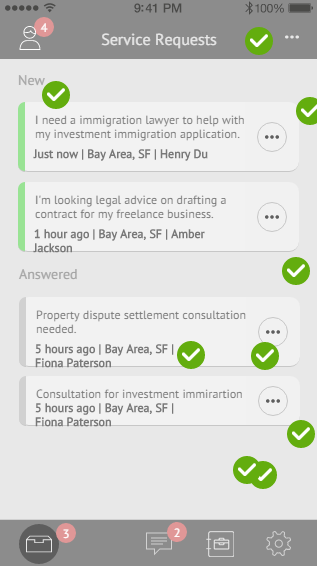 9:41 PM
100%
4
Service Requests
New
I need a immigration lawyer to help with
my investment immigration application.
Just now | Bay Area, SF | Henry Du
I'm looking legal advice on drafting a
contract for my freelance business.
1 hour ago | Bay Area, SF | Amber
Jackson
Answered
Property dispute settlement consultation
needed.
5 hours ago | Bay Area, SF |
Fiona Paterson
Consultation for investment immirartion
5 hours ago | Bay Area, SF |
Fiona Paterson
3
2